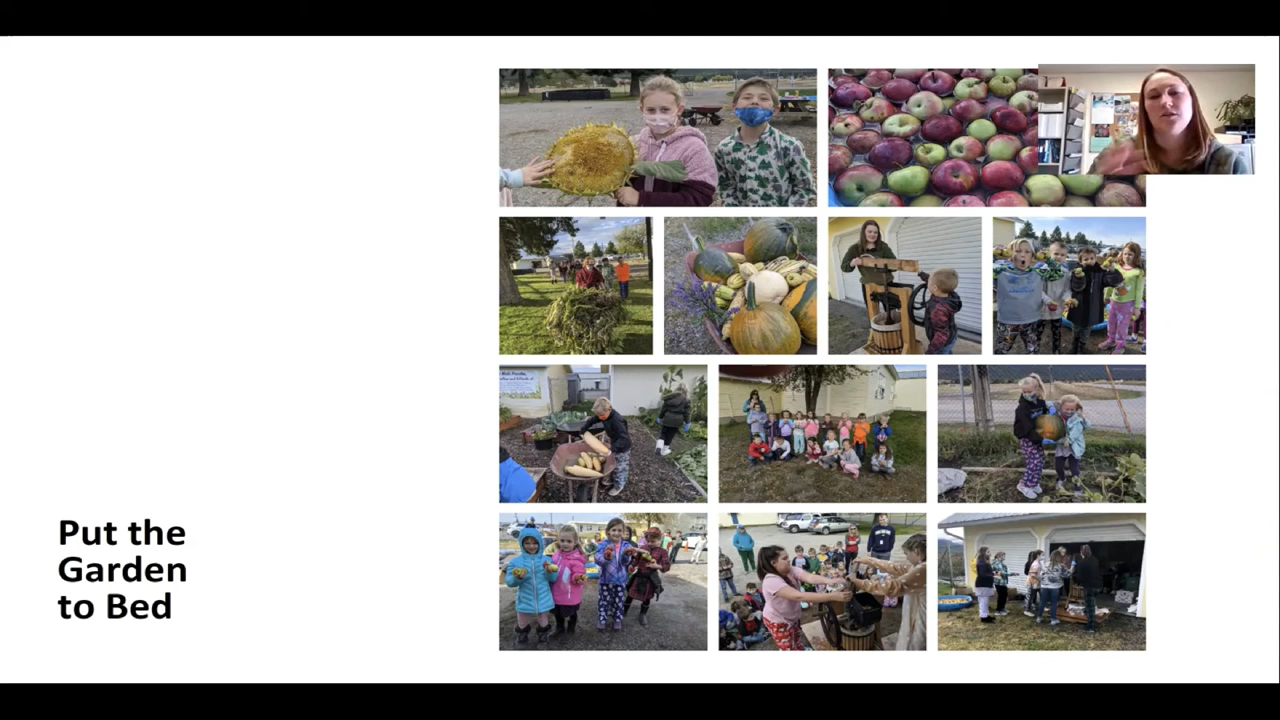 Put the
Garden
to Bed